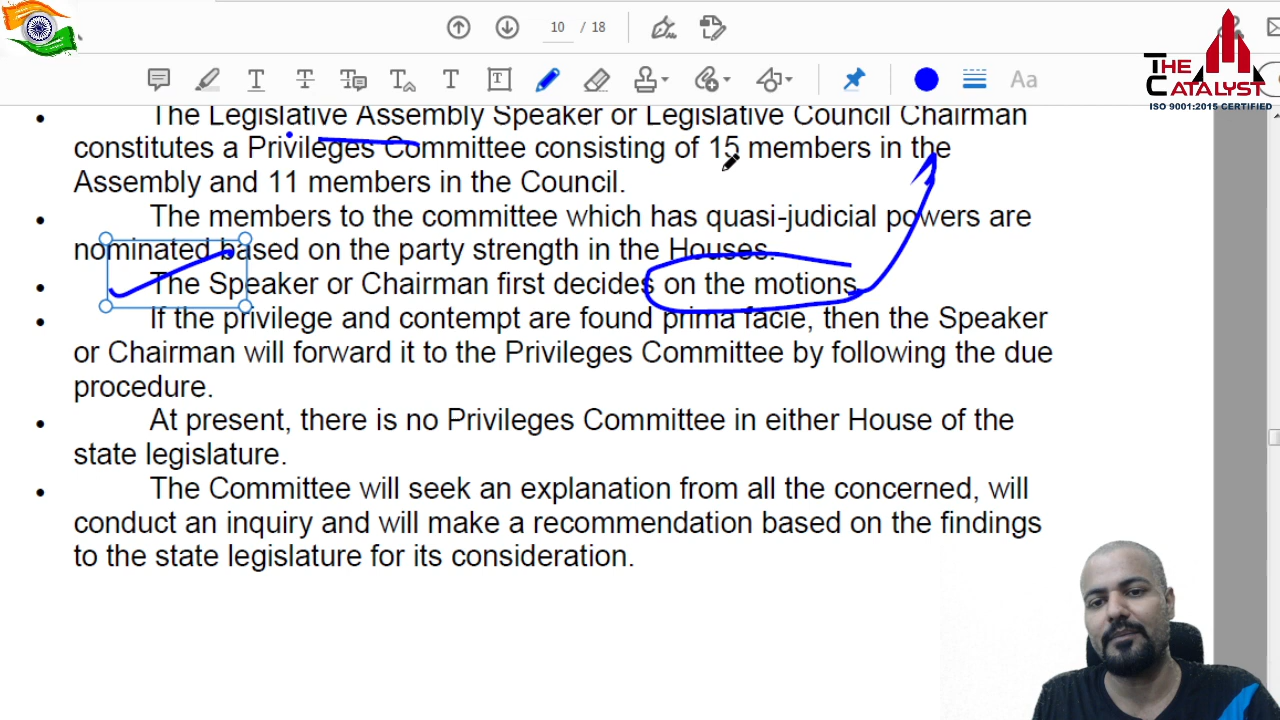 10 / 18
THE
CATALYST
ISO 9001:2015 CERTIFIED
T T T T T T Aa
• The Legislative Assembly Speaker or Legislative Council Chairman
constitutes a Privileges Committee consisting of 15 members in the
Assembly and 11 members in the Council.
• The members to the committee which has quasi-judicial powers are
nominated based on the party strength in the Houses.
• The Speaker or Chairman first decides on the motions.
• If the privilege and contempt are found prima facie, then the Speaker
or Chairman will forward it to the Privileges Committee by following the due
procedure.
• At present, there is no Privileges Committee in either House of the
state legislature.
• The Committee will seek an explanation from all the concerned, will
conduct an inquiry and will make a recommendation based on the findings
to the state legislature for its consideration.